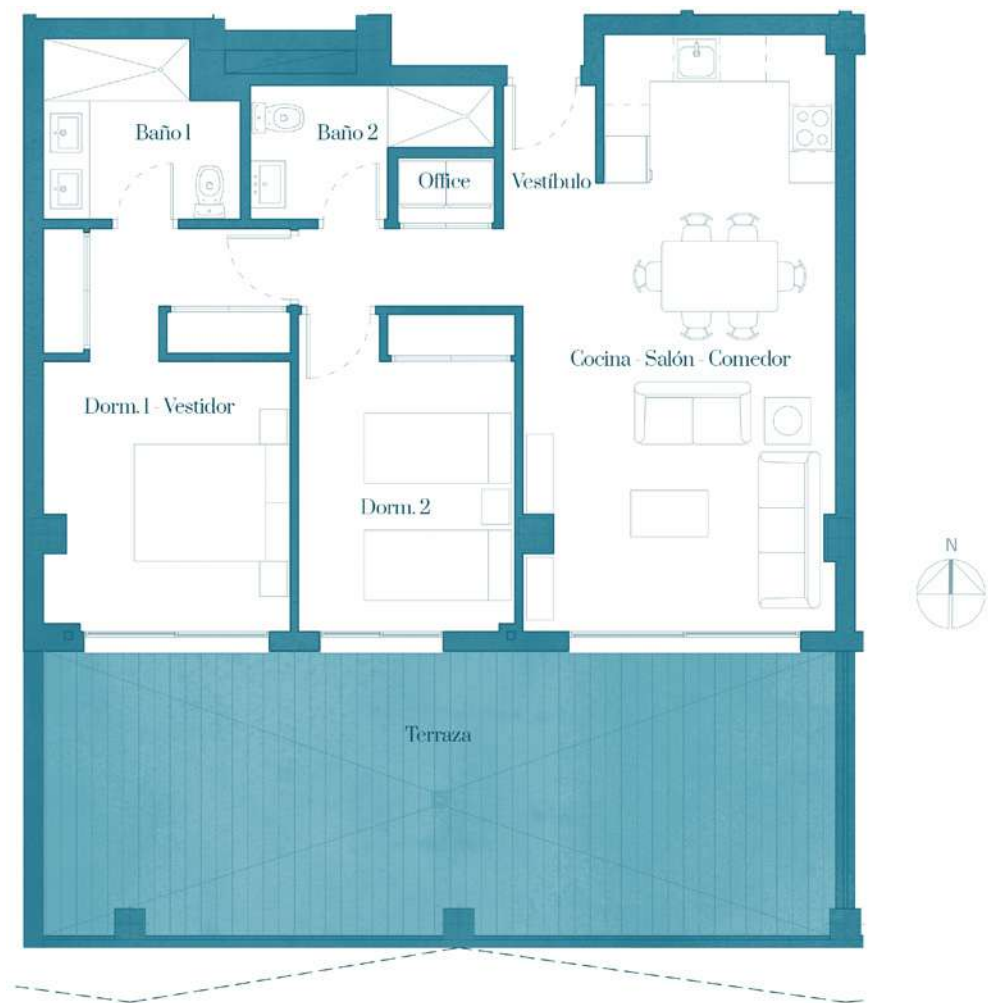 Baño 1
Baño 2
Office
Vestíbulo
Cocina - Salón - Comedor
Dorm. 1 - Vestidor
Dorm. 2
N
Terraza